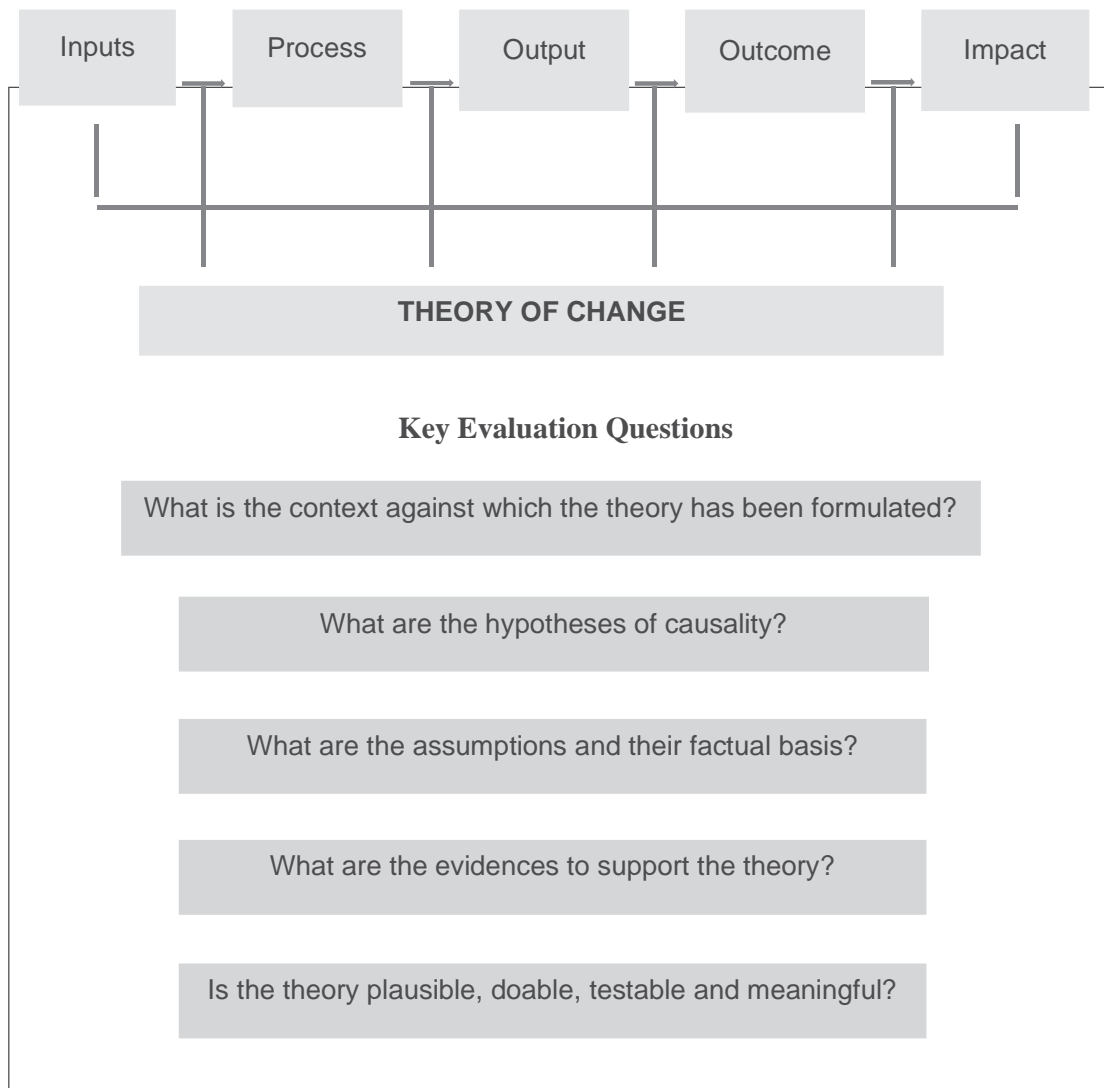 Inputs
Process
Output
Outcome
Impact
THEORY OF CHANGE
Key Evaluation Questions
What is the context against which the theory has been formulated?
What are the hypotheses of causality?
What are the assumptions and their factual basis?
What are the evidences to support the theory?
Is the theory plausible, doable, testable and meaningful?